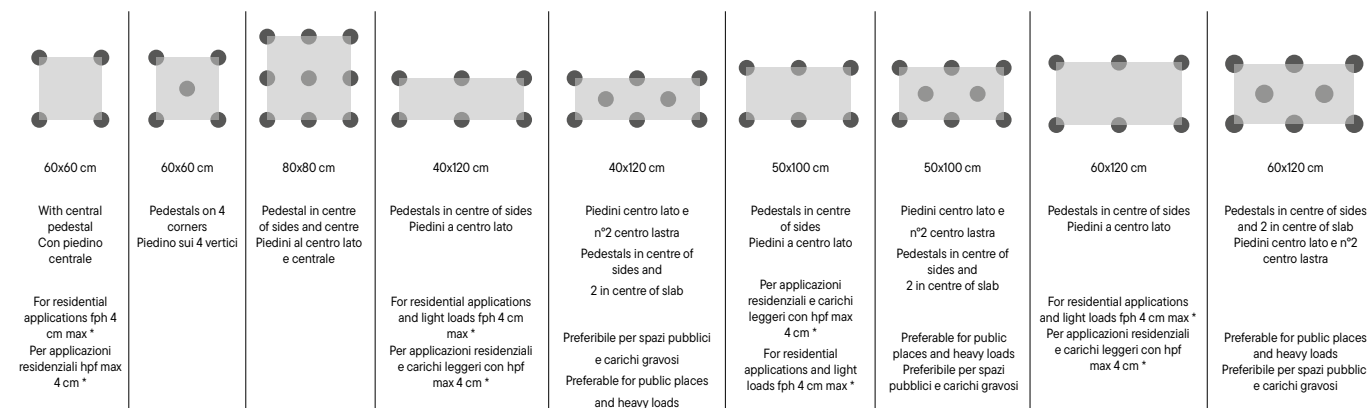 60x60 cm
With central
pedestal
Con piedino
centrale
For residential
applications fph 4
cm max *
Per applicazioni
residenziali hpf max
4 cm *
60x60 cm
Pedestals on 4
corners
Piedino sui 4 vertici
80x80 cm
Pedestal in centre
of sides and centre
Piedini al centro lato
e centrale
40x120 cm
Pedestals in centre of sides
Piedini a centro lato
For residential applications
and light loads fph 4 cm
max *
Per applicazioni residenziali
e carichi leggeri con hpf
max 4 cm *
40x120 cm
Piedini centro lato e
n°2 centro lastra
Pedestals in centre of
sides and
2 in centre of slab
Preferibile per spazi pubblici
e carichi gravosi
Preferable for public places
and heavy loads
50x100 cm
Pedestals in centre
of sides
Piedini a centro lato
Per applicazioni
residenziali e carichi
leggeri con hpf max
4 cm *
For residential
applications and light
loads fph 4 cm max *
50x100 cm
Piedini centro lato e
n°2 centro lastra
Pedestals in centre of
sides and
2 in centre of slab
Preferable for public
places and heavy loads
Preferibile per spazi
pubblici e carichi gravosi
60x120 cm
Pedestals in centre of sides
Piedini a centro lato
For residential applications
and light loads fph 4 cm max *
Per applicazioni residenziali
e carichi leggeri con hpf
max 4 cm *
60x120 cm
Pedestals in centre of sides
and 2 in centre of slab
Piedini centro lato e n°2
centro lastra
Preferable for public places
and heavy loads
Preferibile per spazi pubblic
e carichi gravosi